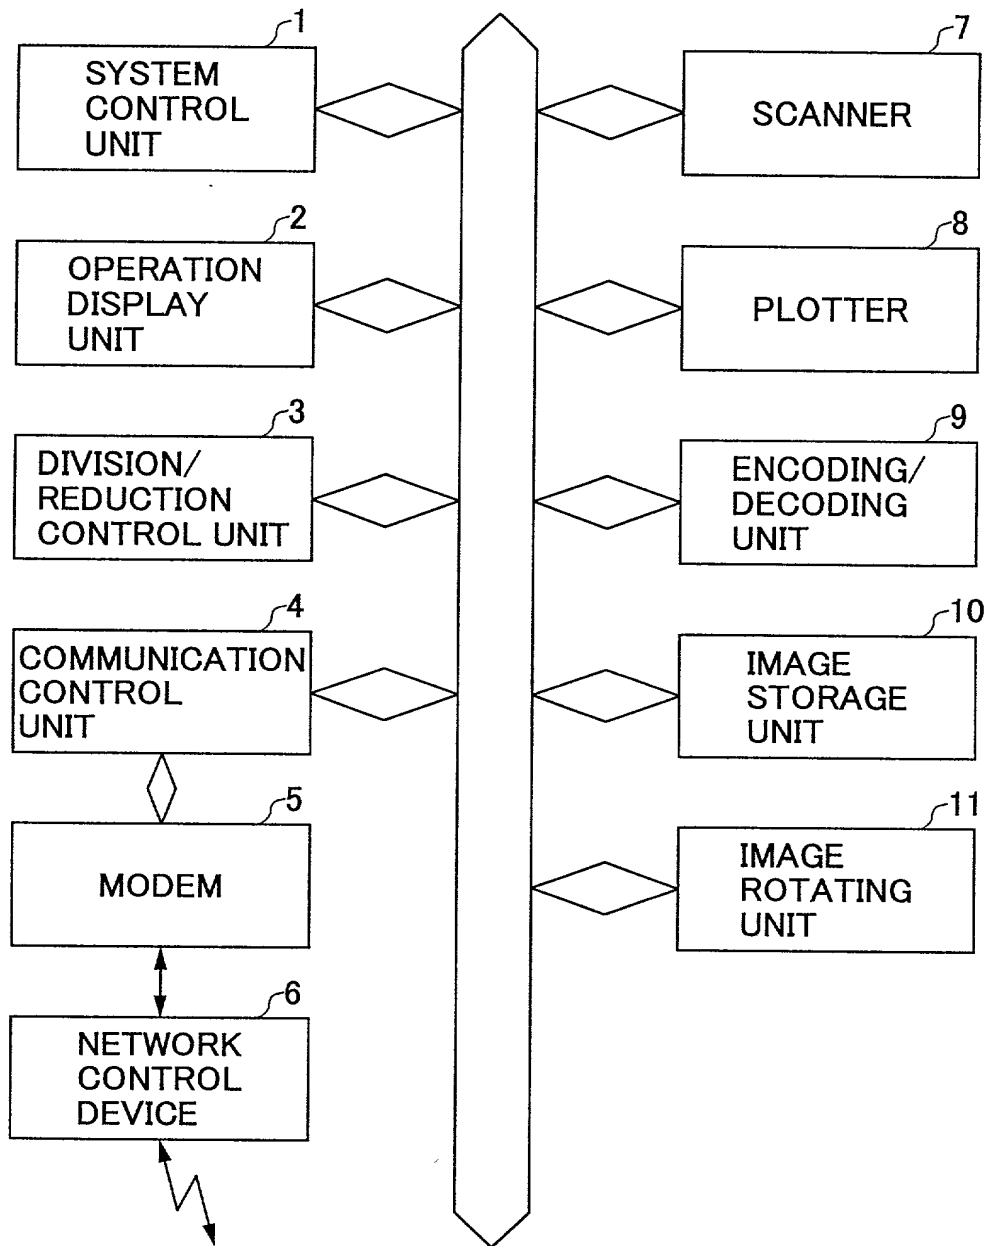 1
SYSTEM
CONTROL
UNIT
2
OPERATION
DISPLAY
UNIT
3
DIVISION/
REDUCTION
CONTROL UNIT
4
COMMUNICATION
CONTROL
UNIT
5
MODEM
6
NETWORK
CONTROL
DEVICE
7
SCANNER
8
PLOTTER
9
ENCODING/
DECODING
UNIT
10
IMAGE
STORAGE
UNIT
11
IMAGE
ROTATING
UNIT